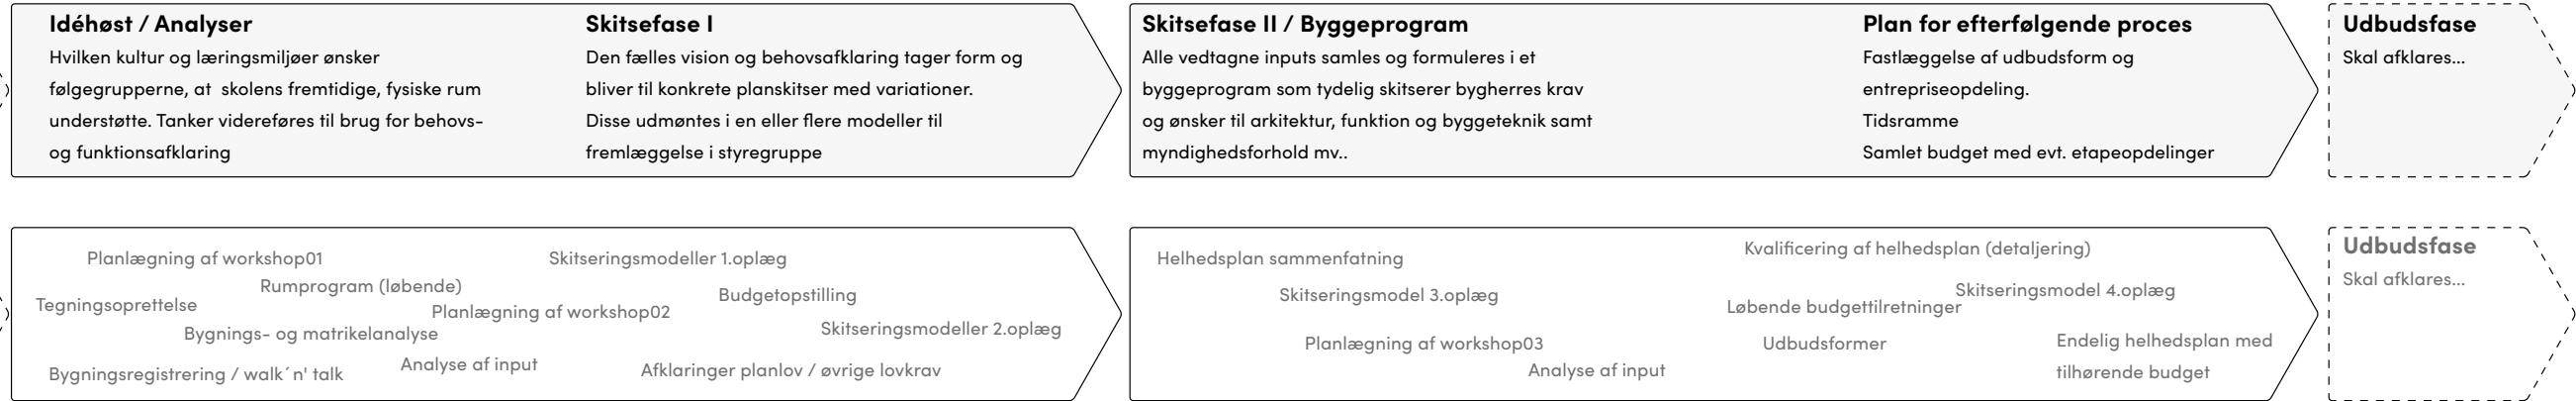 Idéhøst / Analyser
Hvilken kultur og læringsmiljøer ønsker
følgegrupperne, at skolens fremtidige, fysiske rum
understøtte. Tanker videreføres til brug for behovs-
og funktionsafklaring
Skitsefase I
Den fælles vision og behovsafklaring tager form og
bliver til konkrete planskitser med variationer.
Disse udmøntes i en eller flere modeller til
fremlæggelse i styregruppe
Skitsefase II / Byggeprogram
Alle vedtagne inputs samles og formuleres i et
byggeprogram som tydelig skitserer bygherres krav
og ønsker til arkitektur, funktion og byggeteknik samt
myndighedsforhold mv..
Plan for efterfølgende proces
Fastlæggelse af udbudsform og
entrepriseopdeling.
Tidsramme
Samlet budget med evt. etapeopdelinger
Udbudsfase
Skal afklares...
Planlægning af workshop01
Rumprogram (løbende)
Tegningsoprettelse
Bygnings- og matrikelanalyse
Bygningsregistrering / walk´n' talk
Planlægning af workshop02
Analyse af input
Skitseringsmodeller 1.oplæg
Budgetopstilling
Skitseringsmodeller 2.oplæg
Afklaringer planlov / øvrige lovkrav
Helhedsplan sammenfatning
Skitseringsmodel 3.oplæg
Planlægning af workshop03
Analyse af input
Kvalificering af helhedsplan (detaljering)
Skitseringsmodel 4.oplæg
Løbende budgettilretninger
Udbudsformer
Endelig helhedsplan med
tilhørende budget
Udbudsfase
Skal afklares...